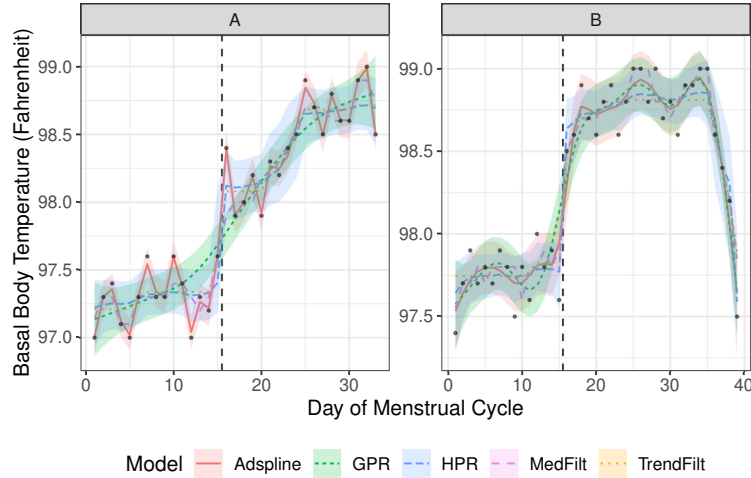 A B
Basal Body Temperature (Fahrenheit)
99.0
98.5
98.0
97.5
97.0
99.0
98.5
98.0
97.5
0 10 20 30
0 10 20 30 40
Day of Menstrual Cycle
Model Adspline GPR HPR MedFilt TrendFilt